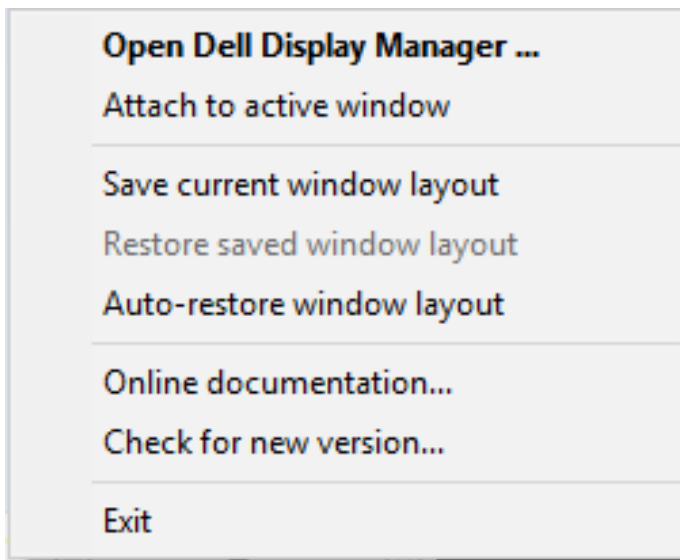 Open Dell Display Manager ...
Attach to active window
Save current window layout
Restore saved window layout
Auto-restore window layout
Online documentation...
Check for new version...
Exit